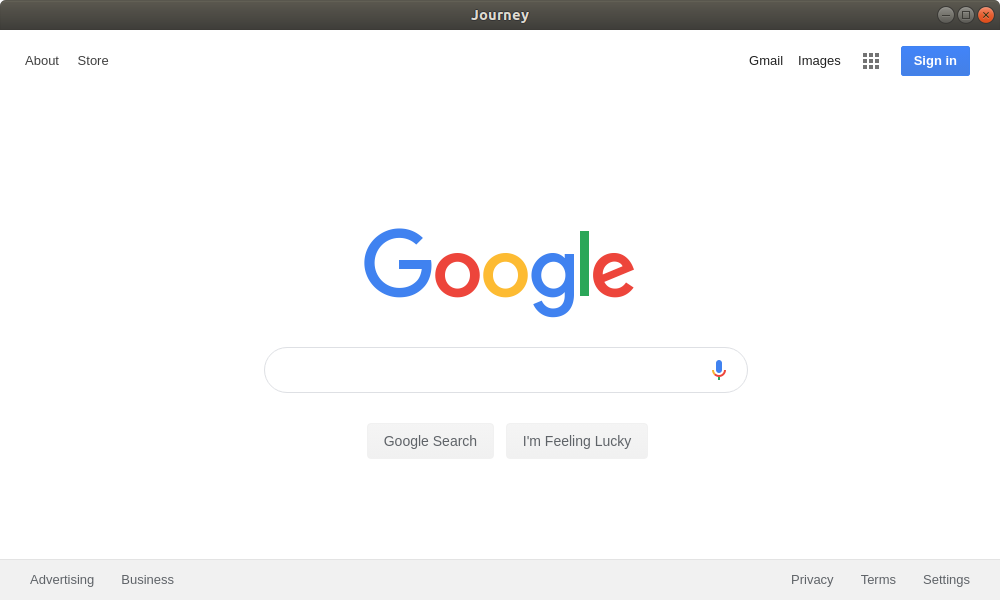 Journey
About Store Gmail Images Sign in
Google
Google Search I'm Feeling Lucky
Advertising Business Privacy Terms Settings